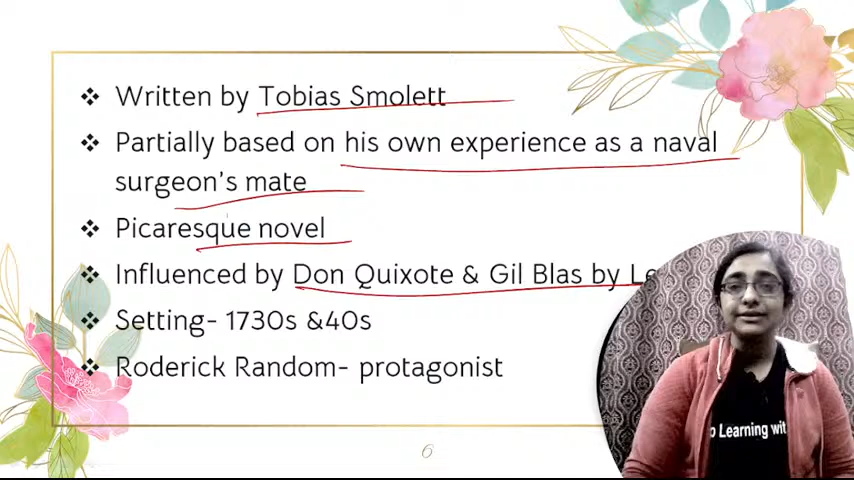 ❖ Written by Tobias Smolett
❖ Partially based on his own experience as a naval
surgeon's mate
❖ Picaresque novel
❖ Influenced by Don Quixote & Gil Blas by
❖ Setting- 1730s &40s
❖ Roderick Random- protagonist
Learning
6